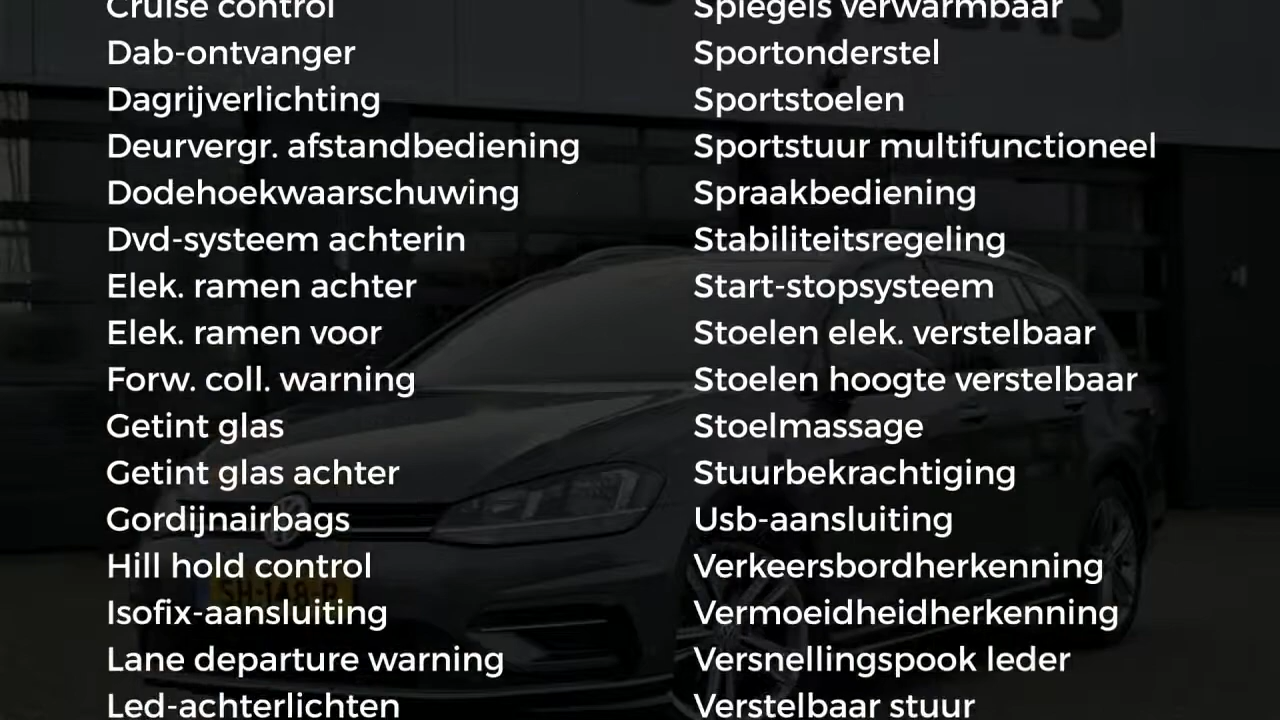 Cruise control
Dab-ontvanger
Dagrijverlichting
Deurvergr. afstandbediening
Dodehoekwaarschuwing
Dvd-systeem achterin
Elek. ramen achter
Elek. ramen voor
Forw. coll. warning
Getint glas
Getint glas achter
Gordijnairbags
Hill hold control
Isofix-aansluiting
Lane departure warning
Led-achterlichten
Spiegels verwarmbaar
Sportonderstel
Sportstoelen
Sportstuur multifunctioneel
Spraakbediening
Stabiliteitsregeling
Start-stopsysteem
Stoelen elek. verstelbaar
Stoelen hoogte verstelbaar
Stoelmassage
Stuurbekrachtiging
Usb-aansluiting
Verkeersbordherkenning
Vermoeidheidherkenning
Versnellingspook leder
Verstelbaar stuur